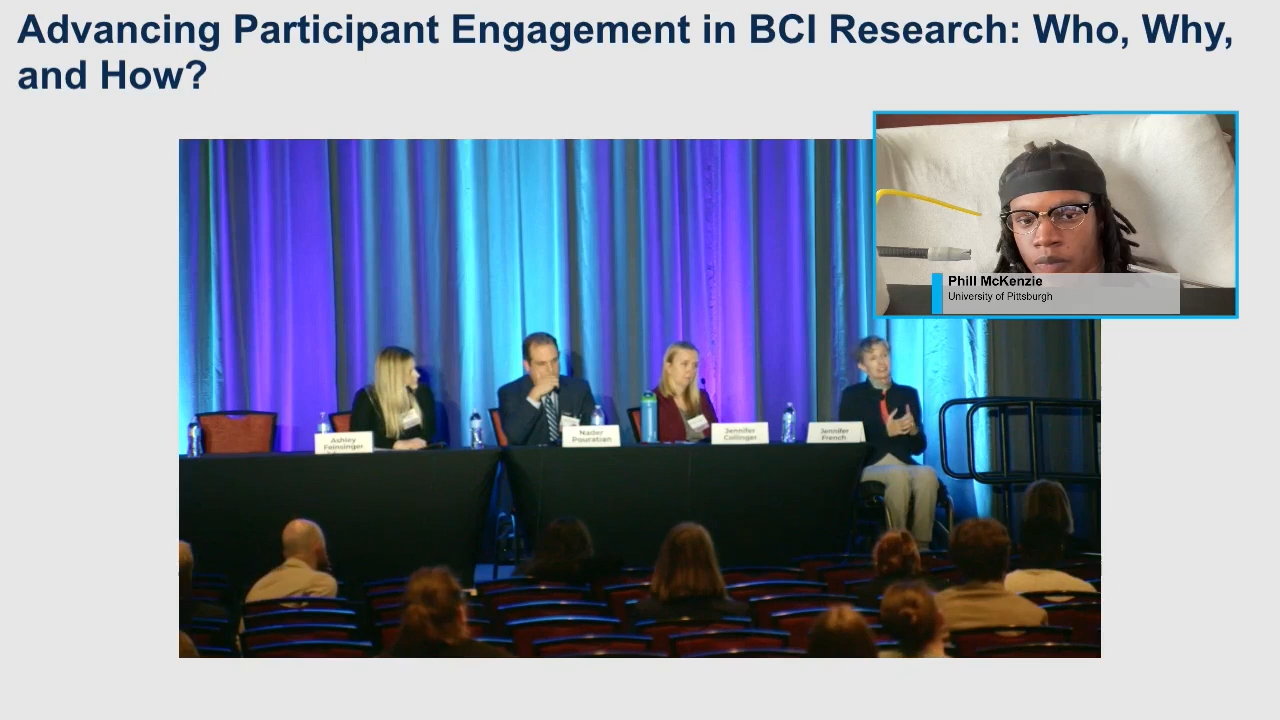 Advancing Participant Engagement in BCI Research: Who, Why,
and How?
Phill McKenzie
University of Pittsburgh
Ashley
Feinsinger
Nader
Pouratian
Jennifer
Collinger
Jennifer
French